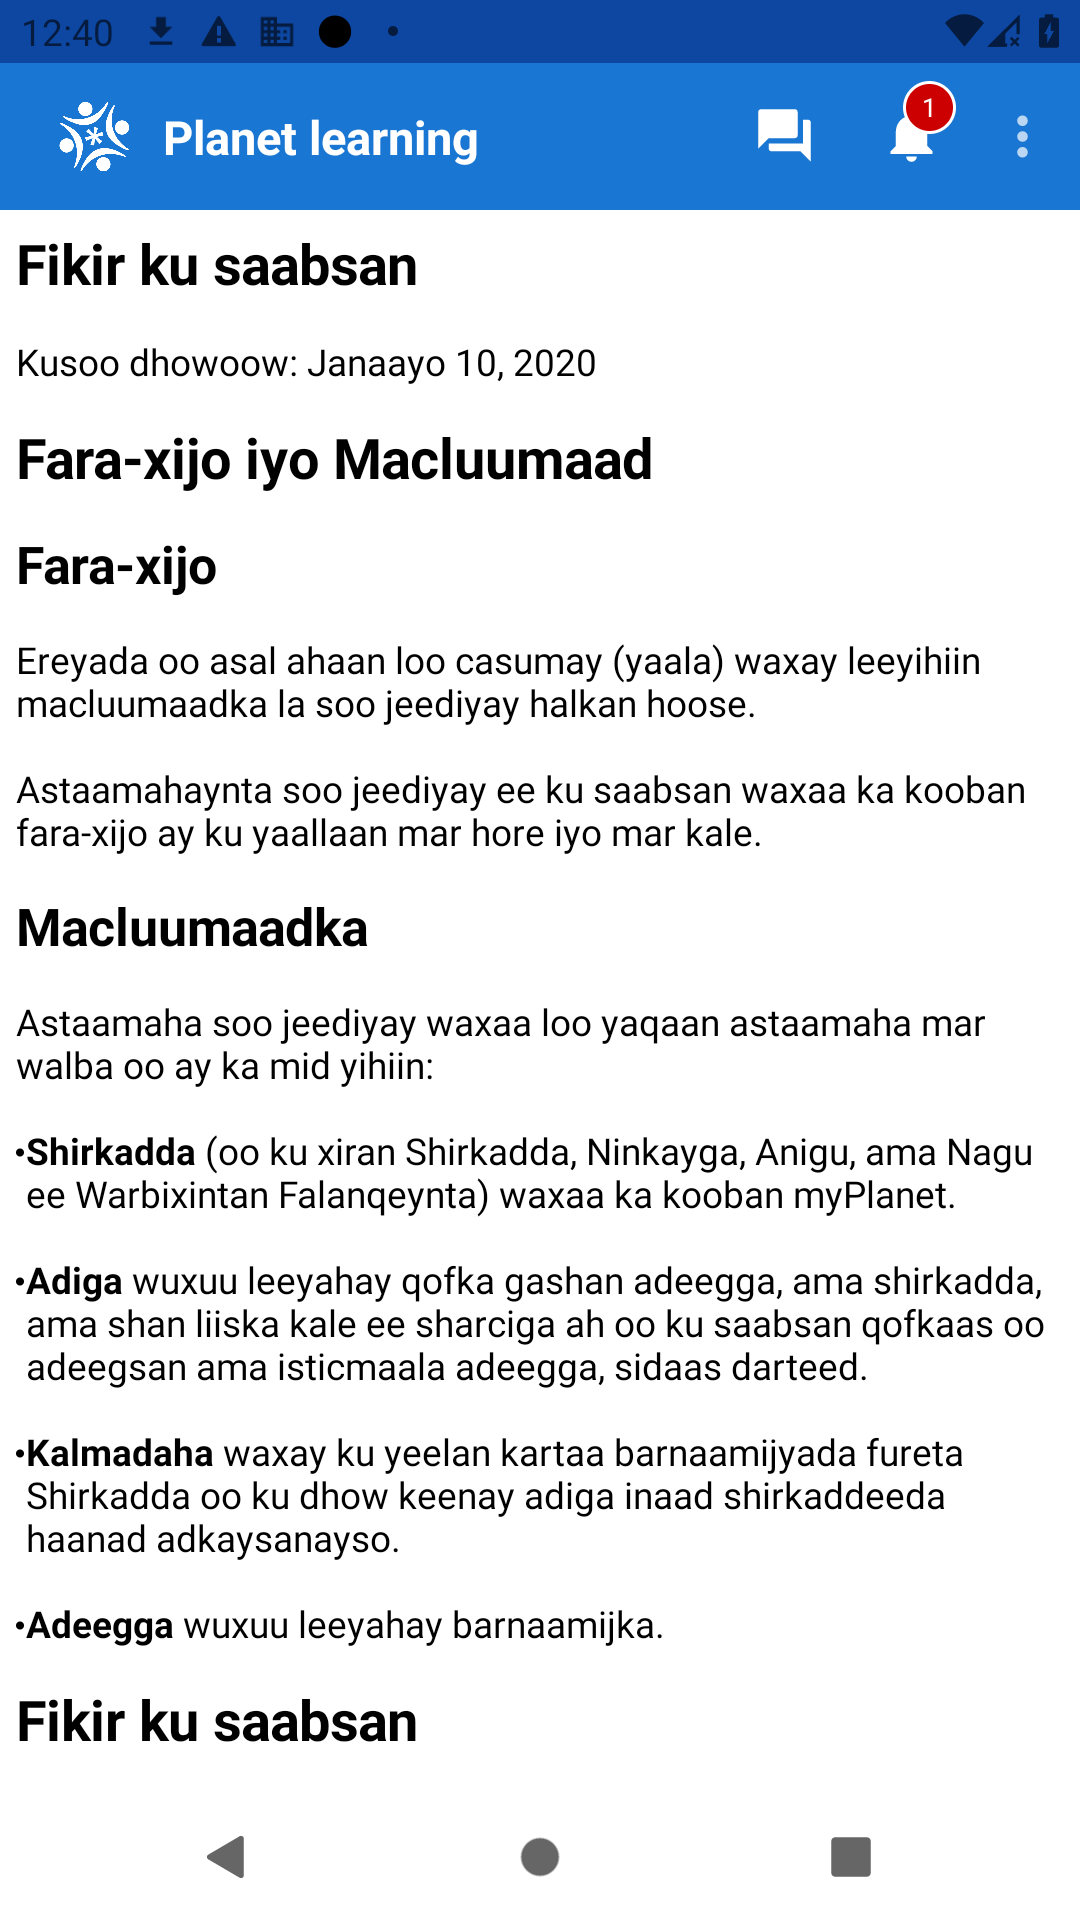 12:40
Planet learning
1
Fikir ku saabsan
Kusoo dhowoow: Janaayo 10, 2020
Fara-xijo iyo Macluumaad
Fara-xijo
Ereyada oo asal ahaan loo casumay (yaala) waxay leeyihiin
macluumaadka la soo jeediyay halkan hoose.
Astaamahaynta soo jeediyay ee ku saabsan waxaa ka kooban
fara-xijo ay ku yaallaan mar hore iyo mar kale.
Macluumaadka
Astaamaha soo jeediyay waxaa loo yaqaan astaamaha mar
walba oo ay ka mid yihiin:
•Shirkadda (oo ku xiran Shirkadda, Ninkayga, Anigu, ama Nagu
ee Warbixintan Falanqeynta) waxaa ka kooban myPlanet.
•Adiga wuxuu leeyahay qofka gashan adeegga, ama shirkadda,
ama shan liiska kale ee sharciga ah oo ku saabsan qofkaas oo
adeegsan ama isticmaala adeegga, sidaas darteed.
•Kalmadaha waxay ku yeelan kartaa barnaamijyada fureta
Shirkadda oo ku dhow keenay adiga inaad shirkaddeeda
haanad adkaysanayso.
•Adeegga wuxuu leeyahay barnaamijka.
Fikir ku saabsan